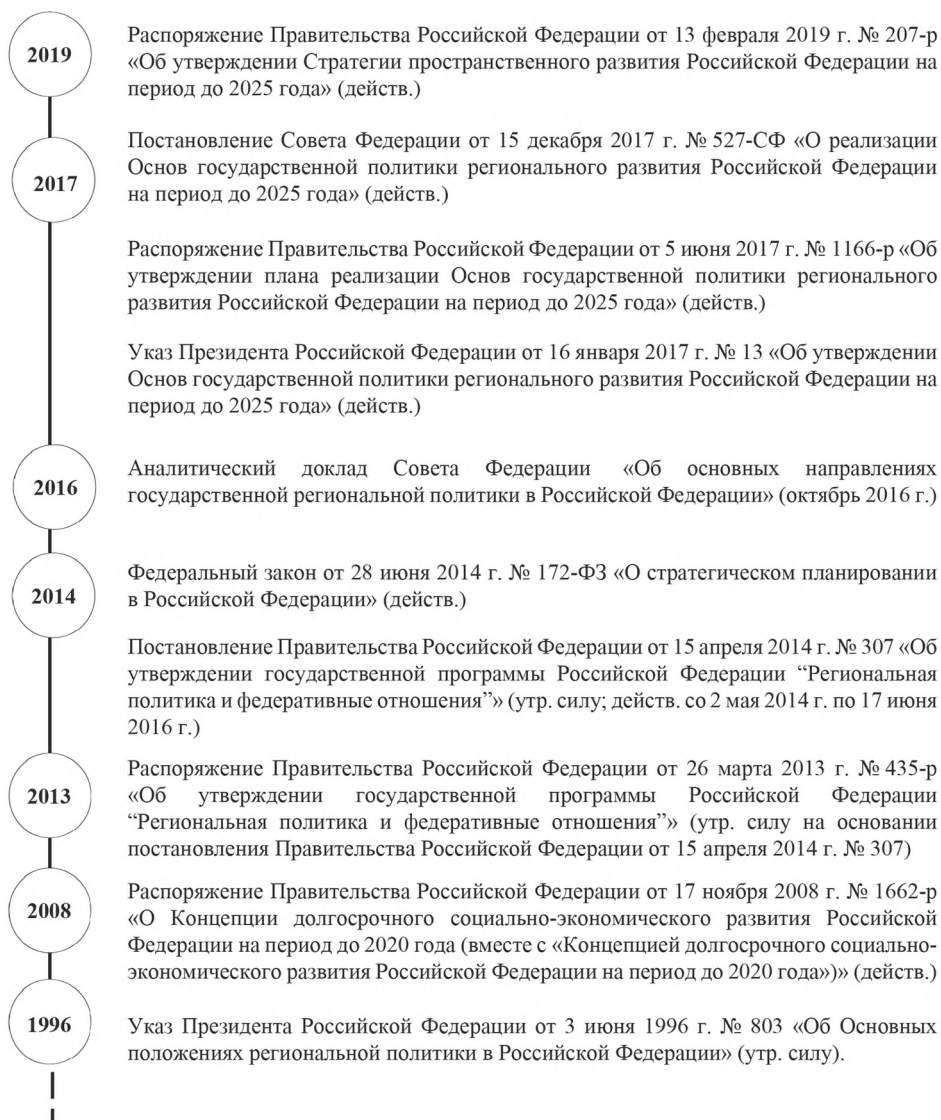 2019
Распоряжение Правительства Российской Федерации от 13 февраля 2019 г. № 207-р
«Об утверждении Стратегии пространственного развития Российской Федерации на
период до 2025 года» (действ.)
2017
Постановление Совета Федерации от 15 декабря 2017 г. № 527-СФ «О реализации
Основ государственной политики регионального развития Российской Федерации
на период до 2025 года» (действ.)
Распоряжение Правительства Российской Федерации от 5 июня 2017 г. № 1166-р «Об
утверждении плана реализации Основ государственной политики регионального
развития Российской Федерации на период до 2025 года» (действ.)
Указ Президента Российской Федерации от 16 января 2017 г. № 13 «Об утверждении
Основ государственной политики регионального развития Российской Федерации на
период до 2025 года» (действ.)
2016
Аналитический доклад Совета Федерации «Об основных направлениях
государственной региональной политики в Российской Федерации» (октябрь 2016 г.)
2014
Федеральный закон от 28 июня 2014 г. № 172-ФЗ «О стратегическом планировании
в Российской Федерации» (действ.)
Постановление Правительства Российской Федерации от 15 апреля 2014 г. № 307 «Об
утверждении государственной программы Российской Федерации “Региональная
политика и федеративные отношения”» (утр. силу; действ. со 2 мая 2014 г. по 17 июня
2016 г.)
2013
Распоряжение Правительства Российской Федерации от 26 марта 2013 г. № 435-р
«Об утверждении государственной программы Российской Федерации
“Региональная политика и федеративные отношения”» (утр. силу на основании
постановления Правительства Российской Федерации от 15 апреля 2014 г. № 307)
2008
Распоряжение Правительства Российской Федерации от 17 ноября 2008 г. № 1662-р
«О Концепции долгосрочного социально-экономического развития Российской
Федерации на период до 2020 года (вместе с «Концепцией долгосрочного социально-
экономического развития Российской Федерации на период до 2020 года»)» (действ.)
1996
Указ Президента Российской Федерации от 3 июня 1996 г. № 803 «Об Основных
положениях региональной политики в Российской Федерации» (утр. силу).